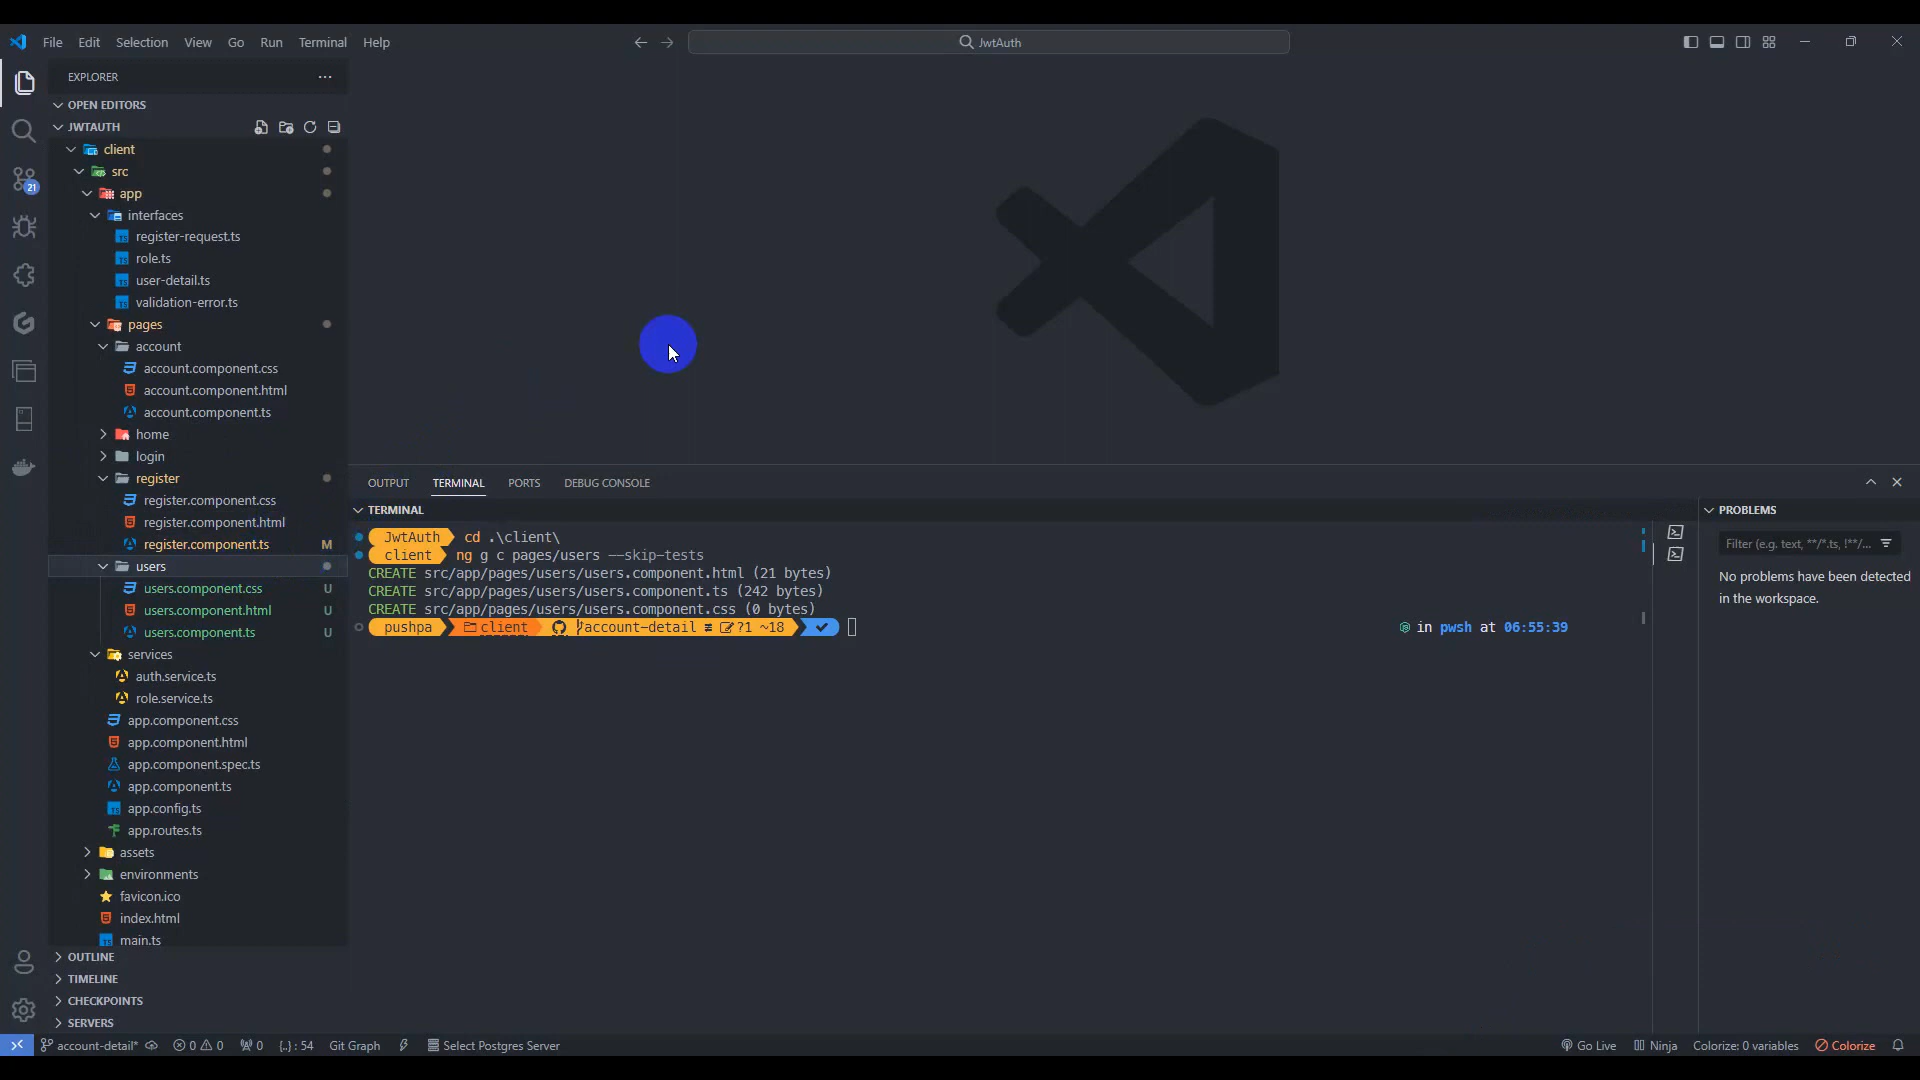 File Edit Selection View Go Run Terminal Help
JwtAuth
EXPLORER
OPEN EDITORS
JWTAUTH
client
src
app
interfaces
register-request.ts
role.ts
user-detail.ts
validation-error.ts
pages
account
account.component.css
account.component.html
account.component.ts
home
login
register
register.component.css
register.component.html
register.component.ts M
users
users.component.css U
users.component.html U
users.component.ts U
services
auth.service.ts
role.service.ts
app.component.css
app.component.html
app.component.spec.ts
app.component.ts
app.config.ts
app.routes.ts
assets
environments
favicon.ico
index.html
main.ts
OUTLINE
TIMELINE
CHECKPOINTS
SERVERS
21
OUTPUT TERMINAL PORTS DEBUG CONSOLE
TERMINAL
JwtAuth cd .\client\
client ng g c pages/users --skip-tests
CREATE src/app/pages/users/users.component.html (21 bytes)
CREATE src/app/pages/users/users.component.ts (242 bytes)
CREATE src/app/pages/users/users.component.css (0 bytes)
pushpa client account-detail ≢ ?1 ~18 in pwsh at 06:55:39
PROBLEMS
Filter (e.g. text, **/*.ts, !**/...
No problems have been detected
in the workspace.
account-detail* 0 0 0 {..} : 54 Git Graph Select Postgres Server Go Live Ninja Colorize: 0 variables Colorize